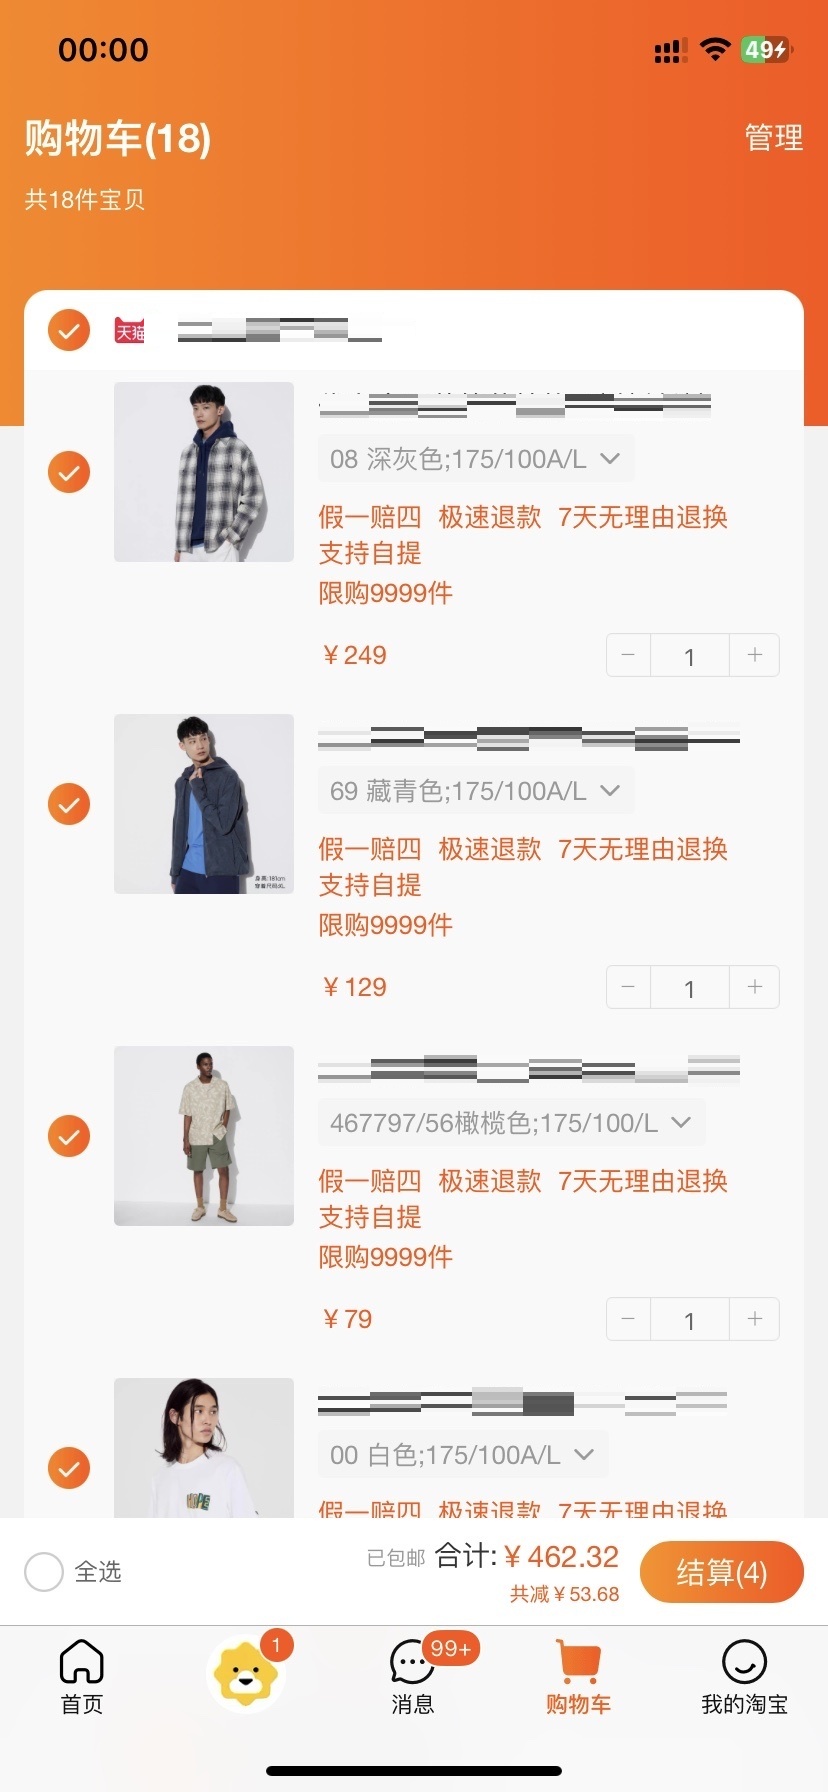 00:00
49
购物车(18)
管理
共18件宝贝
天猫
08 深灰色;175/100A/L
假一赔四 极速退款 7天无理由退换
支持自提
限购9999件
￥249
− 1 +
69 藏青色;175/100A/L
假一赔四 极速退款 7天无理由退换
支持自提
限购9999件
身高:181cm
￥129
− 1 +
467797/56橄榄色;175/100/L
假一赔四 极速退款 7天无理由退换
支持自提
限购9999件
￥79
− 1 +
00 白色;175/100A/L
HOPE
假一赔四 极速退款 7天无理由退换
全选
已包邮 合计:￥462.32
共减￥53.68
结算(4)
1
99+
首页
消息
购物车
我的淘宝